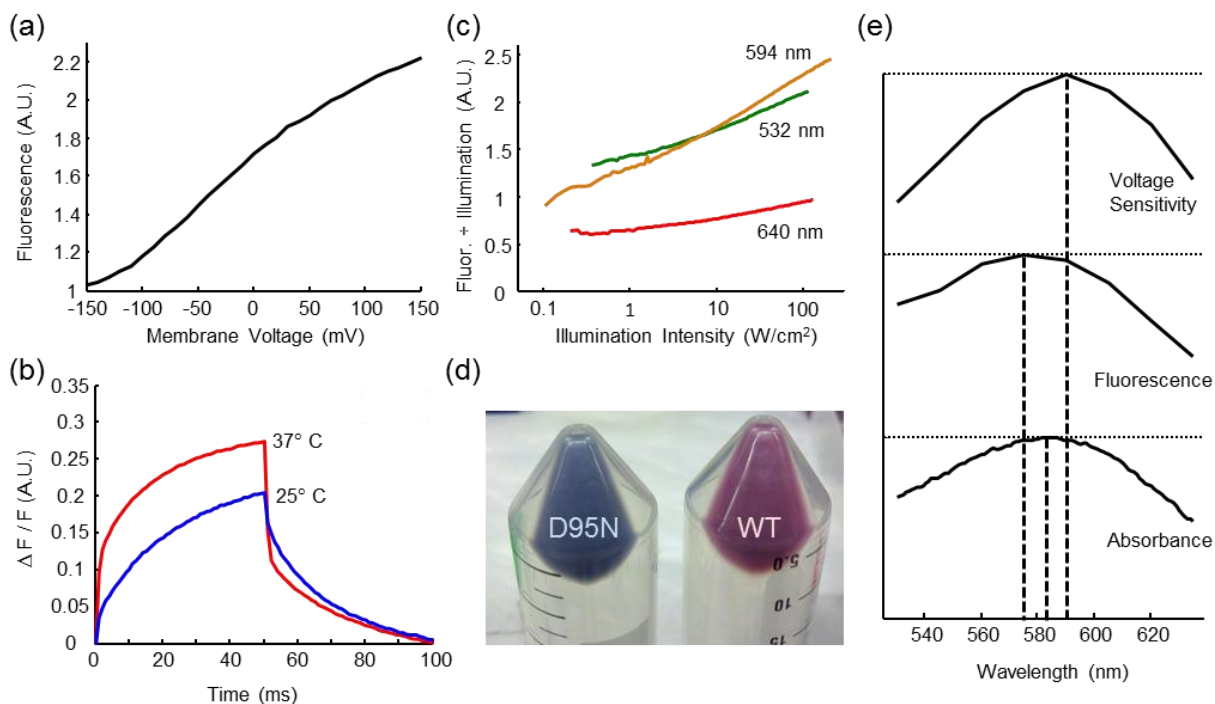 (a)
Fluorescence (A.U.)
2.2
2
1.8
1.6
1.4
1.2
1
-150 -100 -50 0 50 100 150
Membrane Voltage (mV)
(b)
Δ F / F (A.U.)
0.35
0.3
0.25
0.2
0.15
0.1
0.05
0
37° C
25° C
0 20 40 60 80 100
Time (ms)
(c)
Fluor. ÷ Illumination (A.U.)
2.5
2
1.5
1
0.5
0
594 nm
532 nm
640 nm
0.1 1 10 100
Illumination Intensity (W/cm²)
(d)
D95N
WT
5.0
10
15
(e)
Voltage
Sensitivity
Fluorescence
Absorbance
540 560 580 600 620
Wavelength (nm)